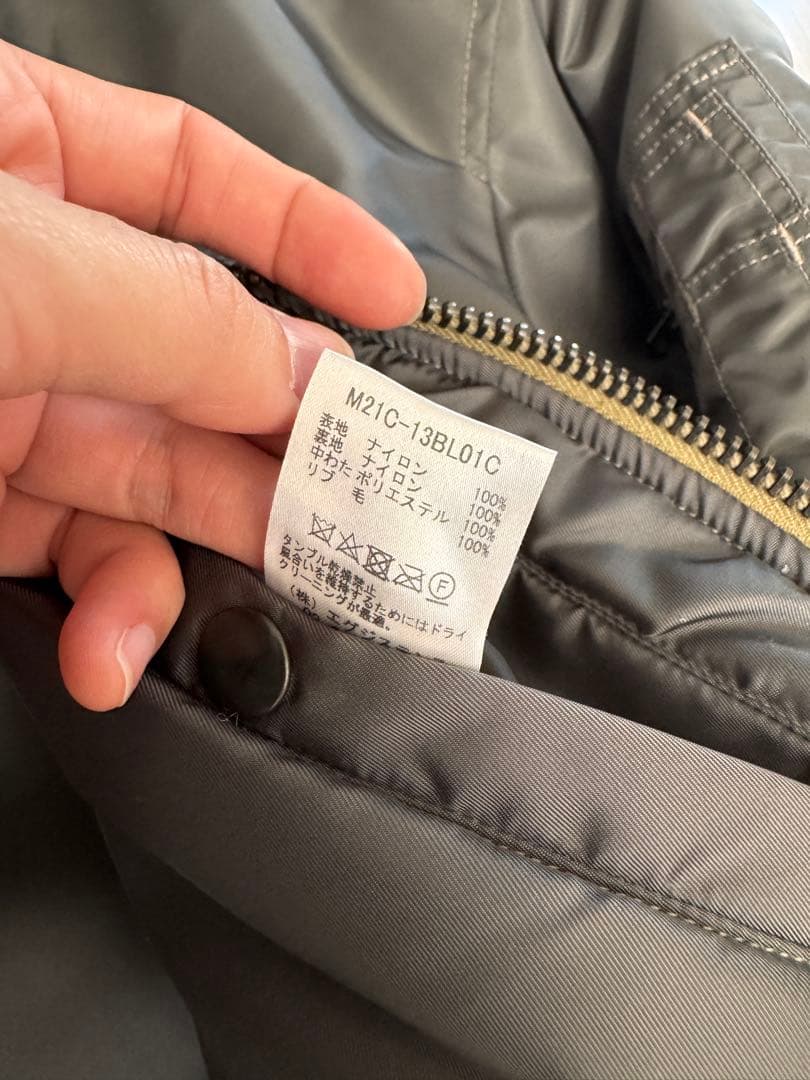 M21C-13BL01C
表地 ナイロン 100%
裏地 ナイロン 100%
中わた ポリエステル 100%
リブ 毛 100%
F
タンブル乾燥禁止
風合いを維持するためにはドライ
クリーニングが最適。
(株) エグジステ